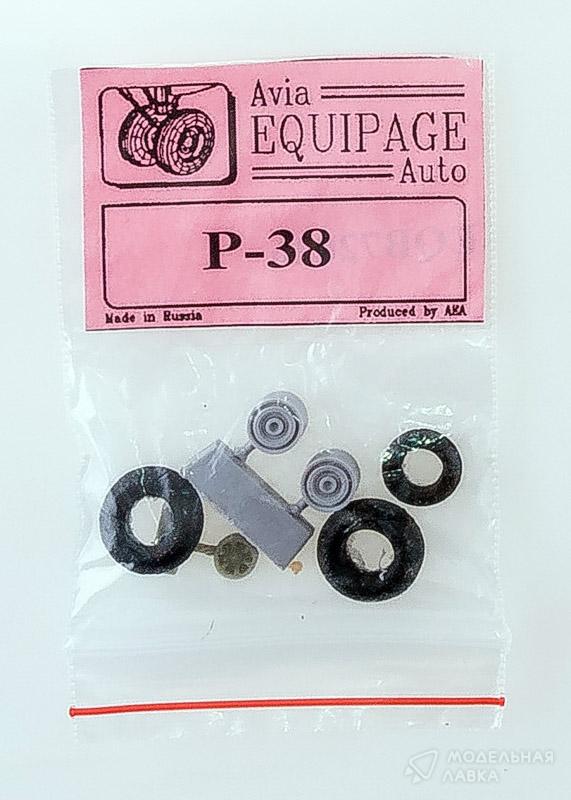 Avia
EQUIPAGE
Auto
P-38
Made in Russia
Produced by AEA
МОДЕЛЬНАЯ
ЛАВКА